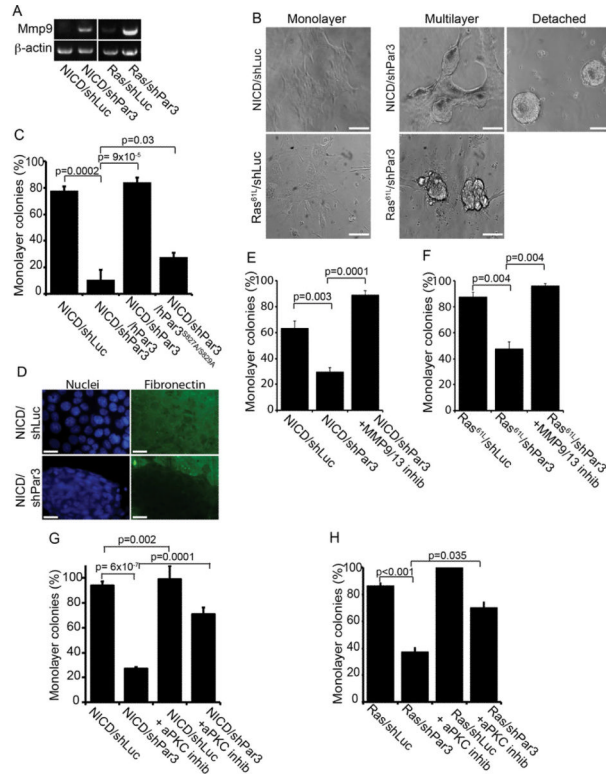 A
Mmp9
β-actin
NICD/shLuc
NICD/shPar3
Ras/shLuc
Ras/shPar3
B
Monolayer
Multilayer
Detached
NICD/shLuc
NICD/shPar3
Ras61L/shLuc
Ras61L/shPar3
C
Monolayer colonies (%)
100
80
60
40
20
0
p=0.03
p=0.0002
p= 9x10-5
NICD/shLuc
NICD/shPar3
NICD/shPar3
/hPar3
NICD/shPar3
/hPar3S827A/S829A
D
Nuclei
Fibronectin
NICD/
shLuc
NICD/
shPar3
E
Monolayer colonies (%)
100
80
60
40
20
0
p=0.0001
p=0.003
NICD/shLuc
NICD/shPar3
NICD/shPar3
+MMP9/13 inhib
F
Monolayer colonies (%)
100
80
60
40
20
0
p=0.004
p=0.004
Ras61L/shLuc
Ras61L/shPar3
Ras61L/shPar3
+MMP9/13 inhib
G
Monolayer colonies (%)
100
80
60
40
20
0
p=0.002
p=0.0001
p= 6x10-7
NICD/shLuc
NICD/shPar3
NICD/shLuc
+ aPKC inhib
NICD/shPar3
+aPKC inhib
H
Monolayer colonies (%)
100
80
60
40
20
0
p=0.035
p<0.001
Ras/shLuc
Ras/shPar3
Ras/shLuc
+ aPKC inhib
Ras/shPar3
+aPKC inhib